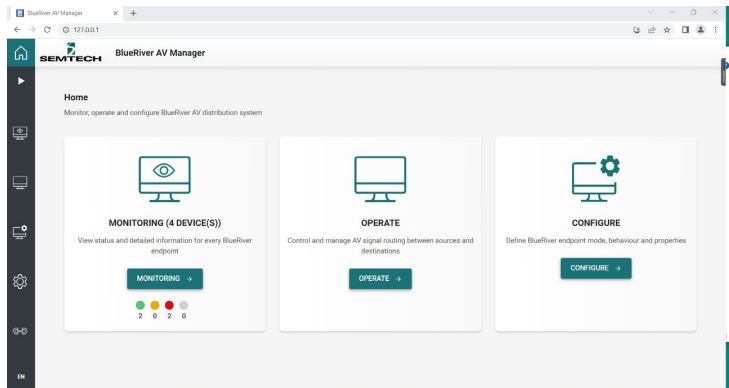 BlueRiver AV Manager
127.0.0.1
SEMTECH
BlueRiver AV Manager
Home
Monitor, operate and configure BlueRiver AV distribution system
MONITORING (4 DEVICE(S))
View status and detailed information for every BlueRiver
endpoint
MONITORING →
2 0 2 0
OPERATE
Control and manage AV signal routing between sources and
destinations
OPERATE →
CONFIGURE
Define BlueRiver endpoint mode, behaviour and properties
CONFIGURE →
EN